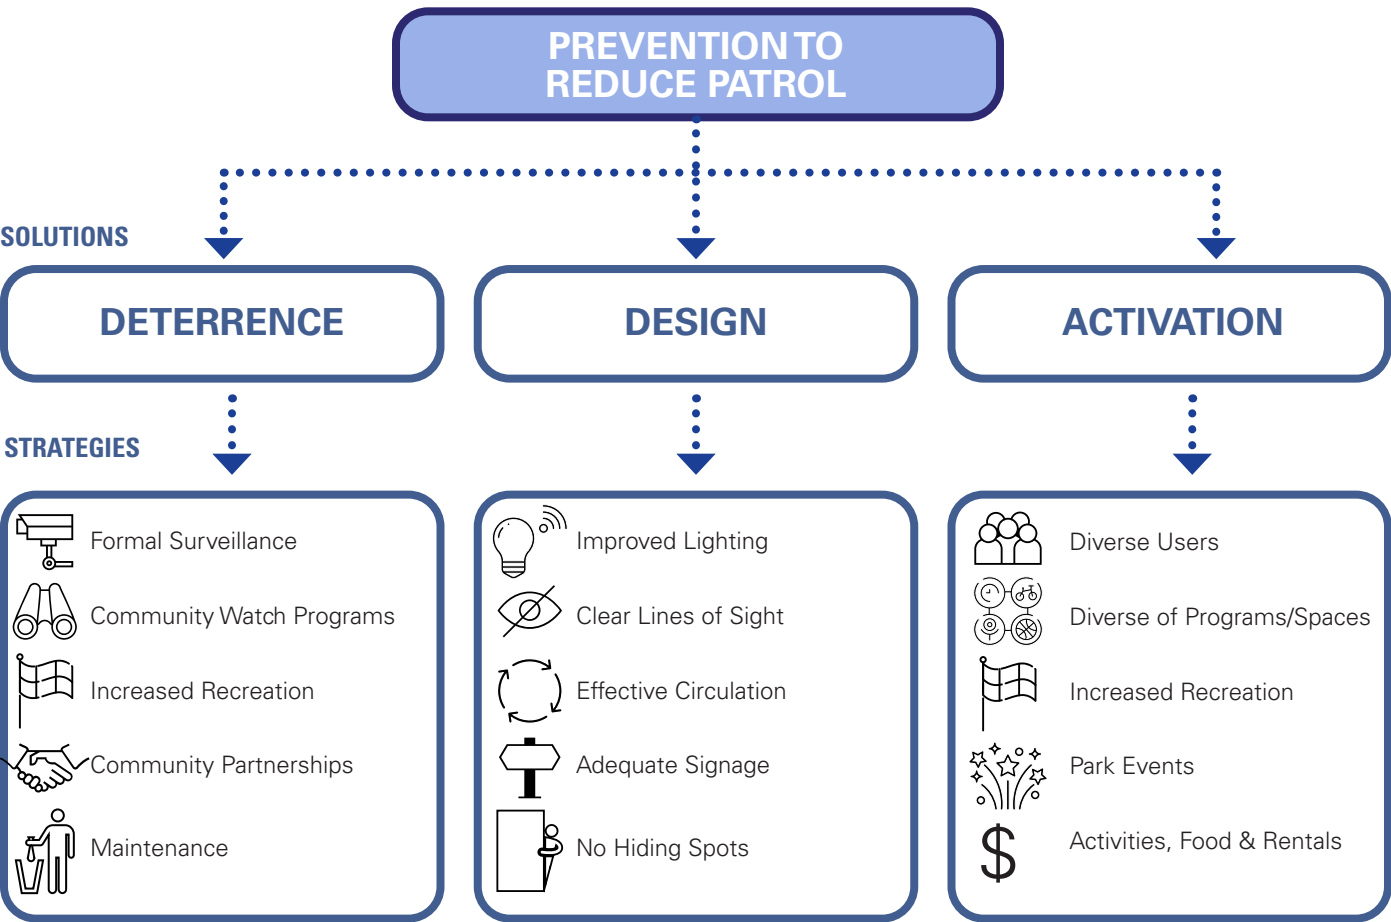 PREVENTION TO
REDUCE PATROL
SOLUTIONS
DETERRENCE
DESIGN
ACTIVATION
STRATEGIES
Formal Surveillance
Community Watch Programs
Increased Recreation
Community Partnerships
Maintenance
Improved Lighting
Clear Lines of Sight
Effective Circulation
Adequate Signage
No Hiding Spots
Diverse Users
Diverse of Programs/Spaces
Increased Recreation
Park Events
$
Activities, Food & Rentals